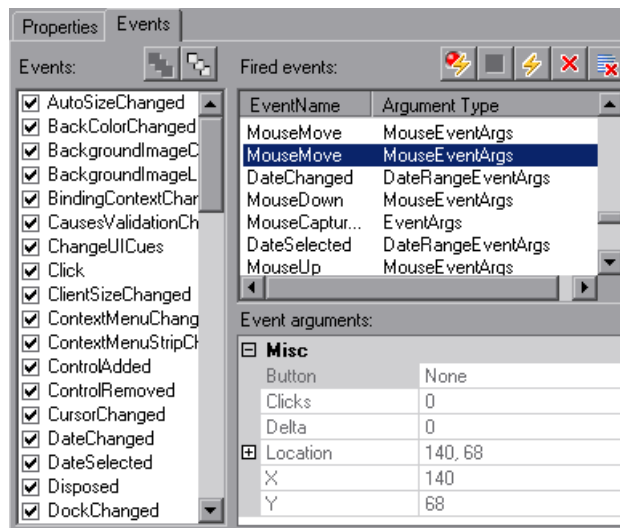 Properties Events
Events:
AutoSizeChanged
BackColorChanged
BackgroundImageC
BackgroundImageL
BindingContextChar
CausesValidationCh
ChangeUICues
Click
ClientSizeChanged
ContextMenuChang
ContextMenuStripCh
ControlAdded
ControlRemoved
CursorChanged
DateChanged
DateSelected
Disposed
DockChanged
Fired events:
EventName Argument Type
MouseMove MouseEventArgs
MouseMove MouseEventArgs
DateChanged DateRangeEventArgs
MouseDown MouseEventArgs
MouseCaptur... EventArgs
DateSelected DateRangeEventArgs
MouseUp MouseEventArgs
Event arguments:
Misc
Button None
Clicks 0
Delta 0
Location 140, 68
X 140
Y 68